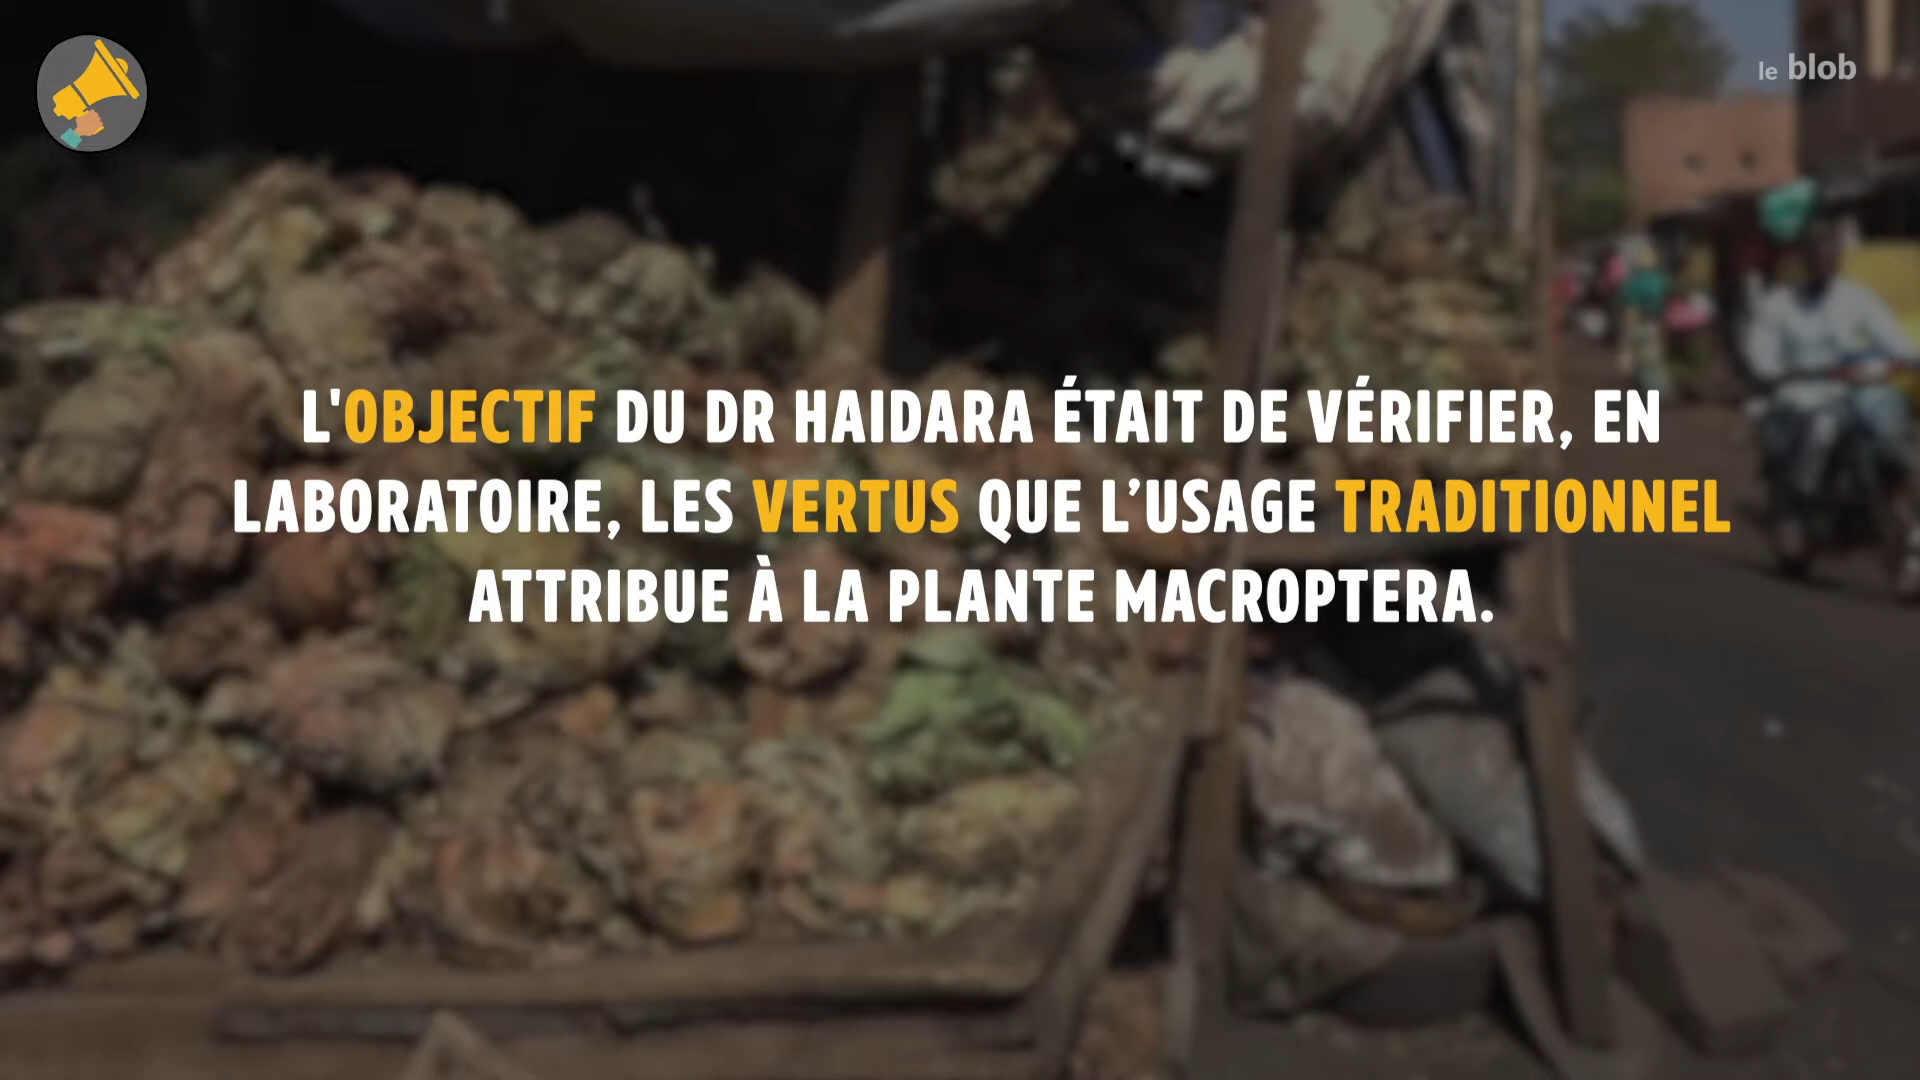 le blob
L'OBJECTIF DU DR HAIDARA ÉTAIT DE VÉRIFIER, EN
LABORATOIRE, LES VERTUS QUE L’USAGE TRADITIONNEL
ATTRIBUE À LA PLANTE MACROPTERA.